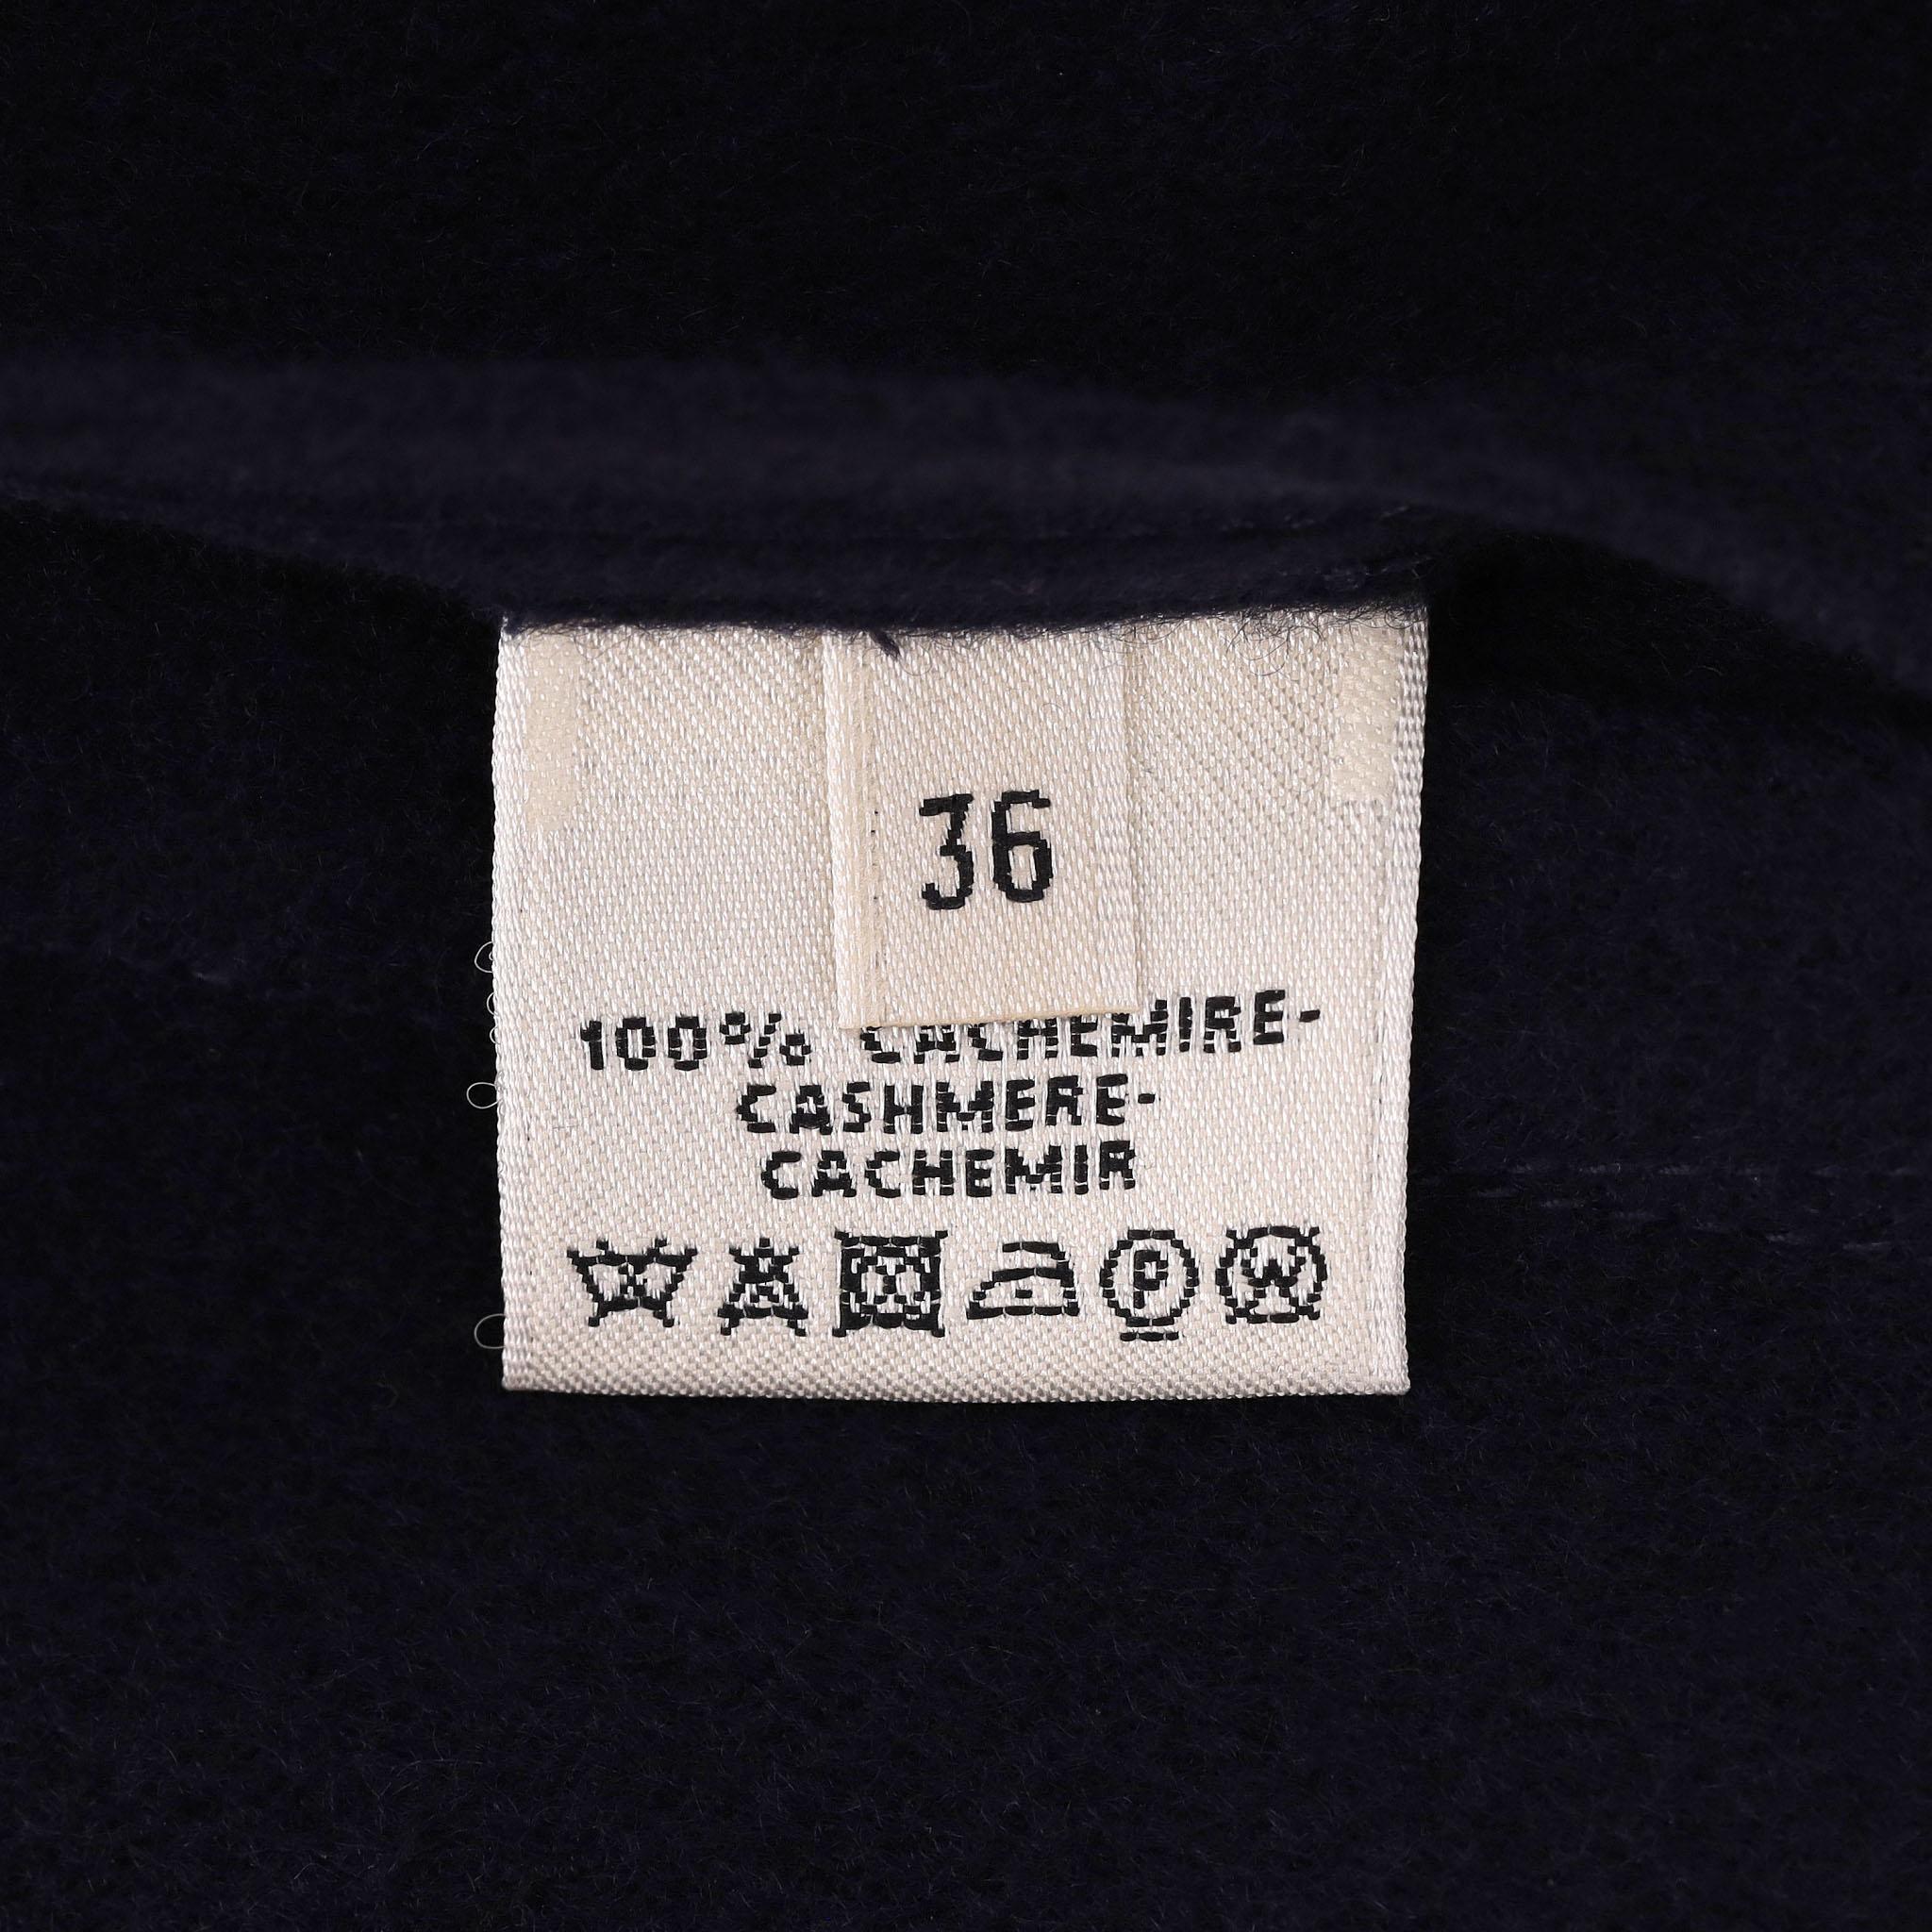 36
100% CACHEMIRE-
CASHMERE-
CACHEMIR
P W